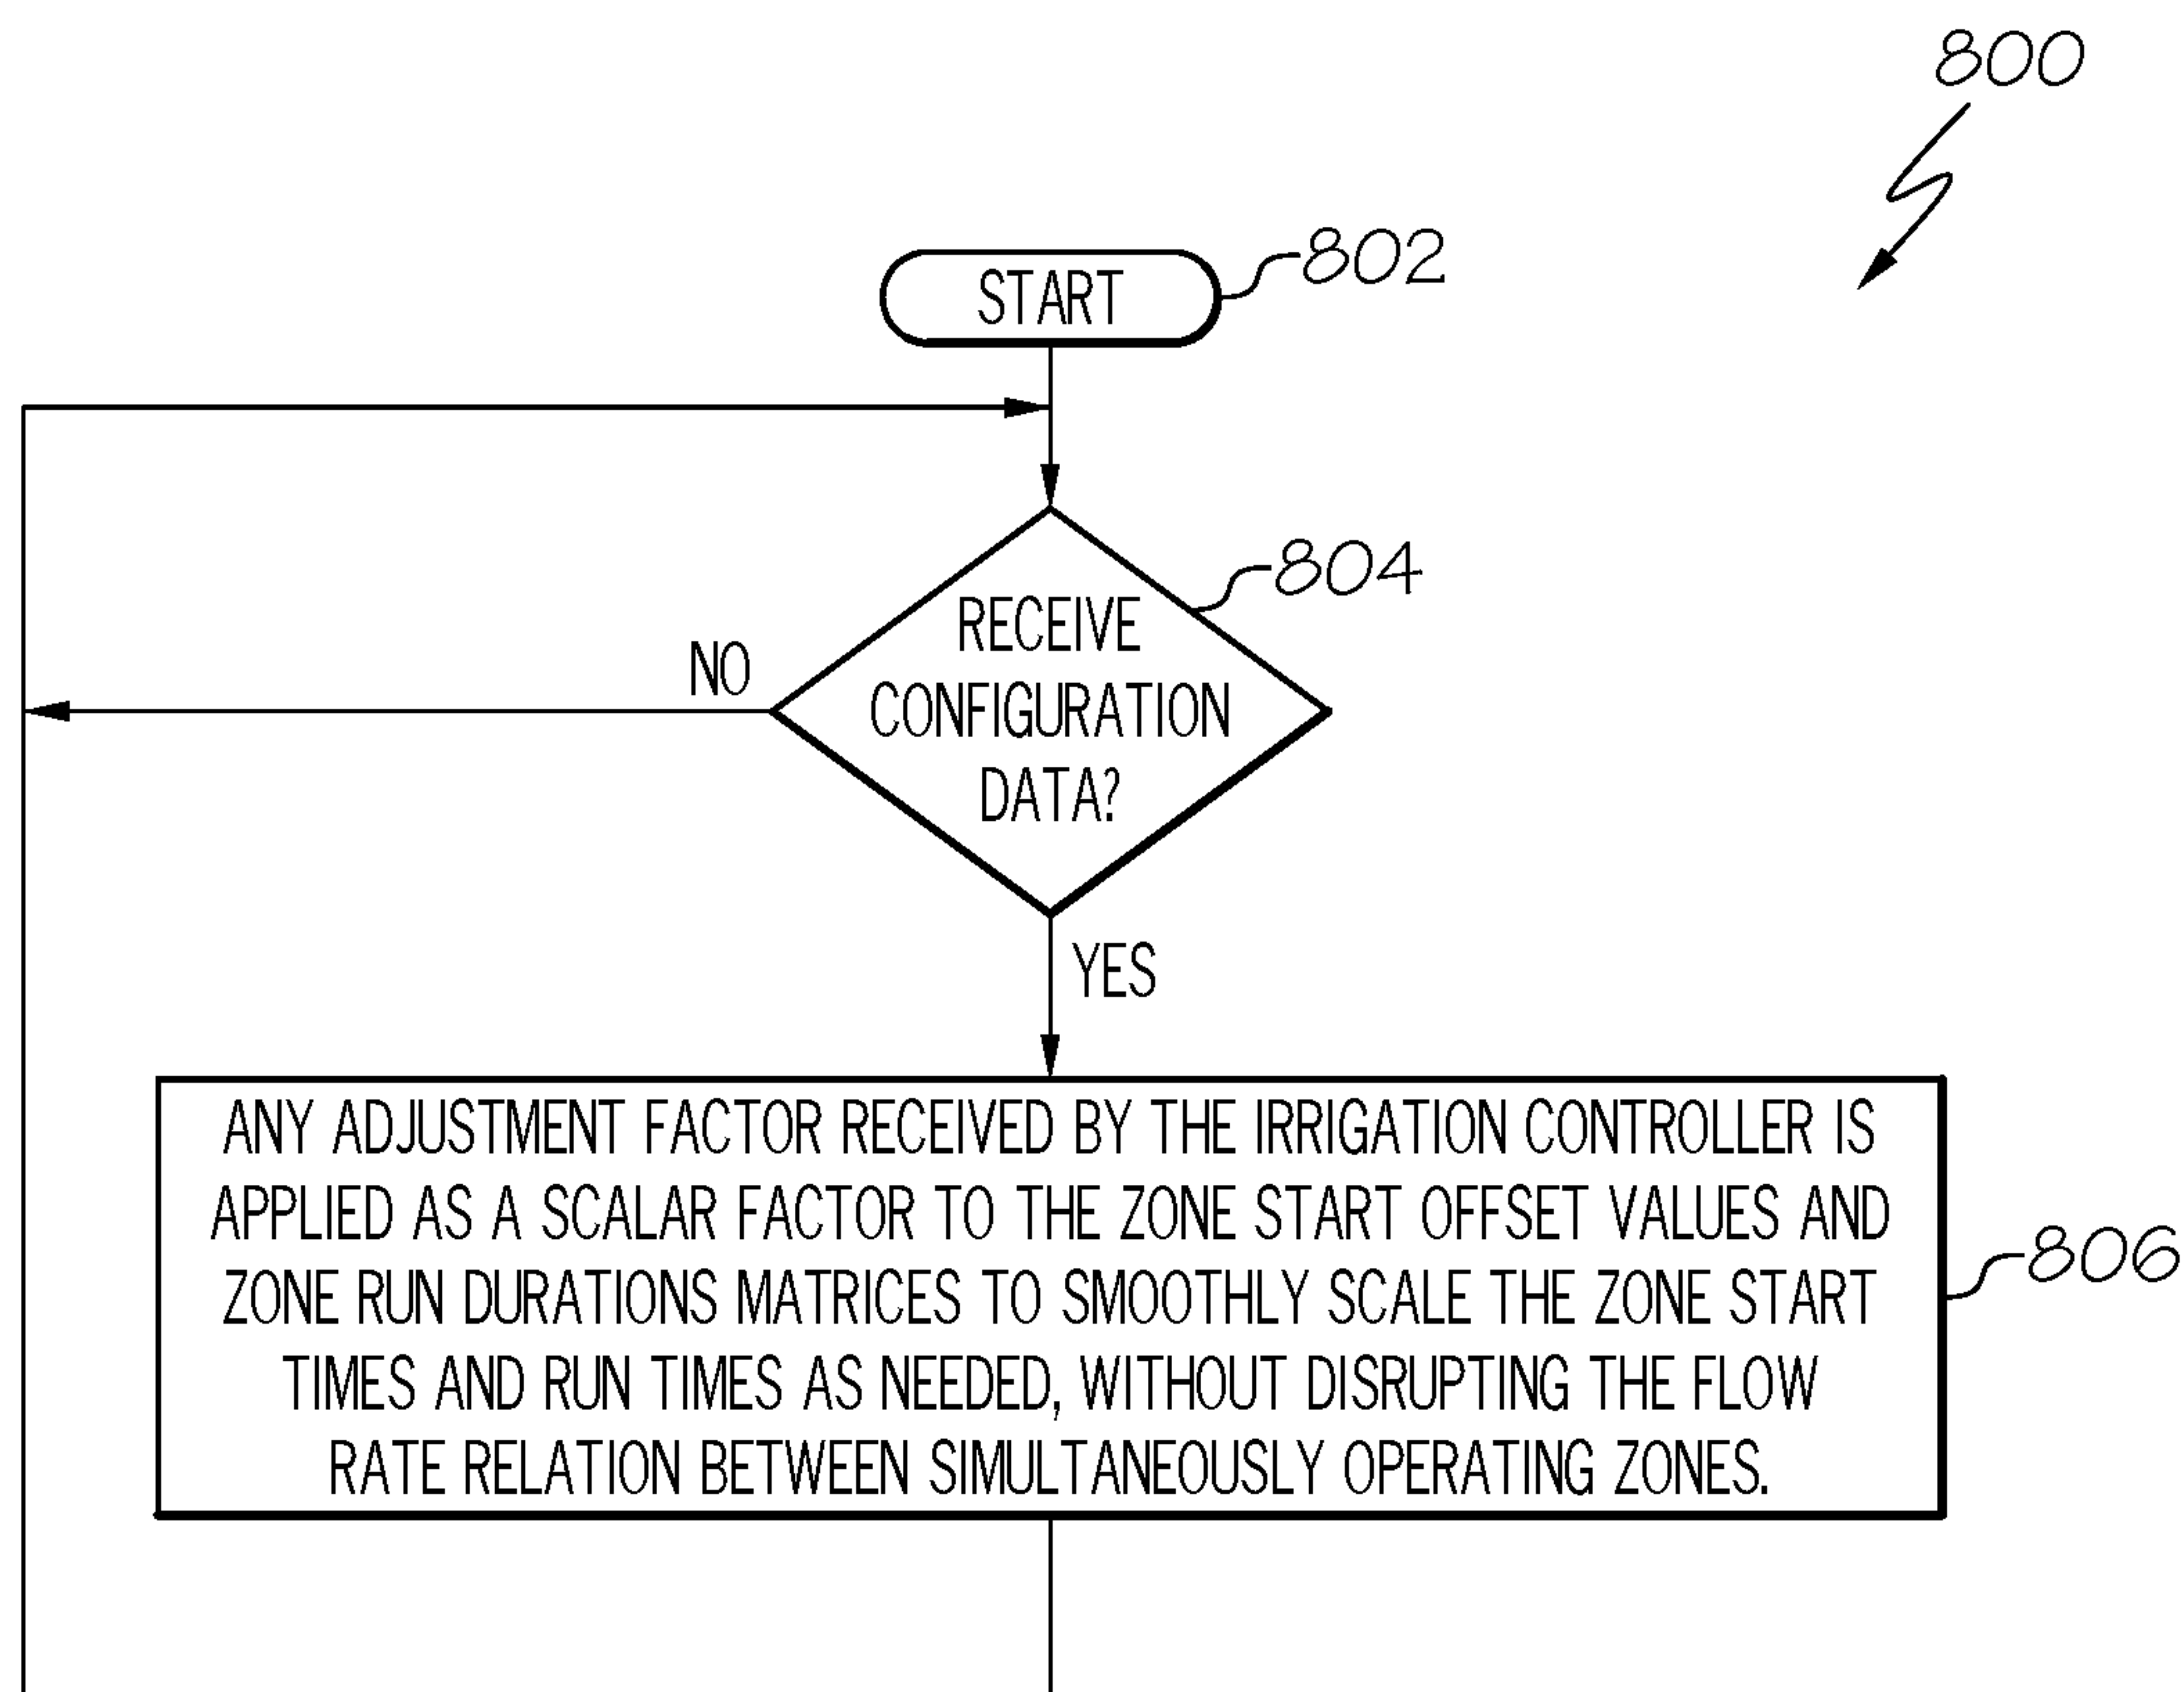 800
START
802
804
RECEIVE
CONFIGURATION
DATA?
NO
YES
ANY ADJUSTMENT FACTOR RECEIVED BY THE IRRIGATION CONTROLLER IS
APPLIED AS A SCALAR FACTOR TO THE ZONE START OFFSET VALUES AND
ZONE RUN DURATIONS MATRICES TO SMOOTHLY SCALE THE ZONE START
TIMES AND RUN TIMES AS NEEDED, WITHOUT DISRUPTING THE FLOW
RATE RELATION BETWEEN SIMULTANEOUSLY OPERATING ZONES.
806